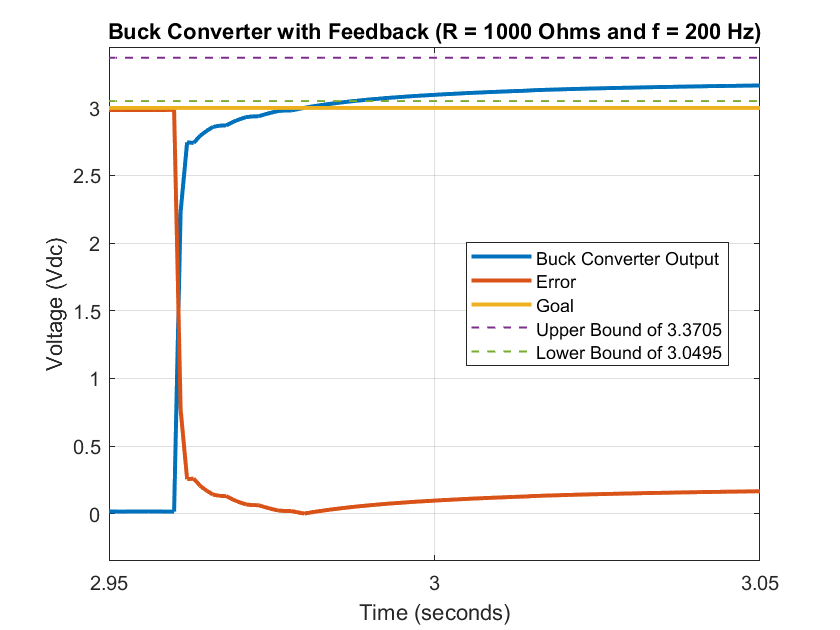 Buck Converter with Feedback (R = 1000 Ohms and f = 200 Hz)
Voltage (Vdc)
3
2.5
2
1.5
1
0.5
0
Buck Converter Output
Error
Goal
Upper Bound of 3.3705
Lower Bound of 3.0495
2.95
3
3.05
Time (seconds)